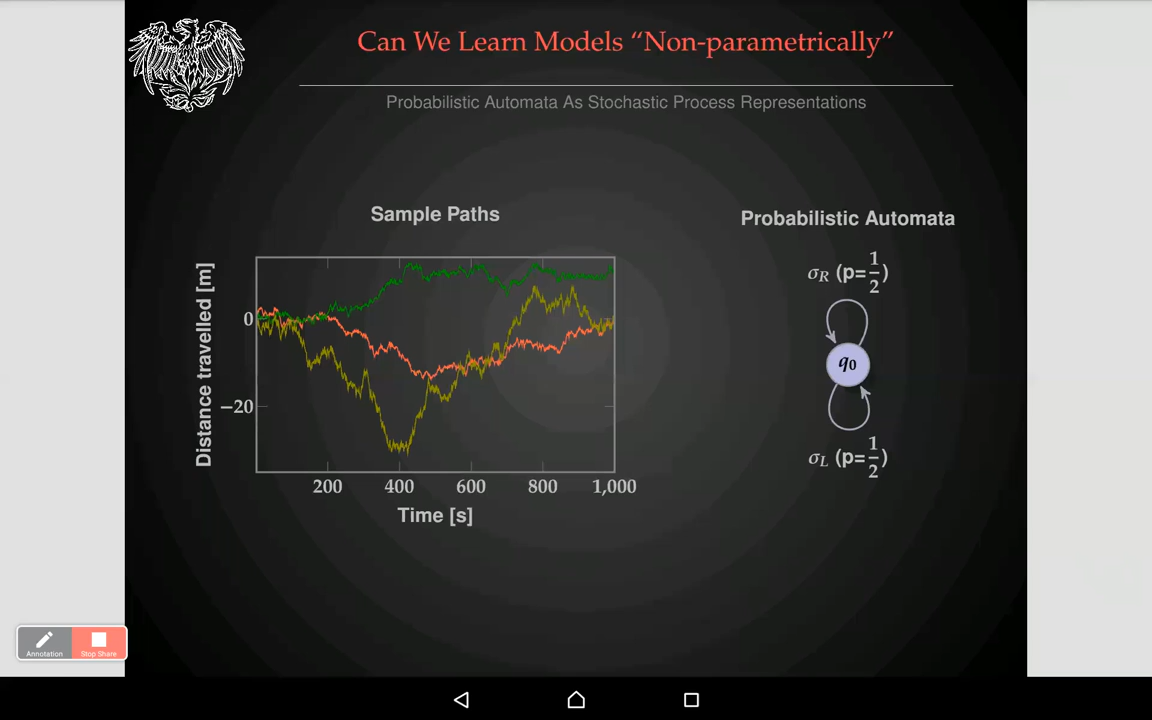 Can We Learn Models “Non-parametrically”
Probabilistic Automata As Stochastic Process Representations
Sample Paths
Distance travelled [m]
0
−20
200 400 600 800 1,000
Time [s]
Probabilistic Automata
σR (p=1/2)
q0
σL (p=1/2)
Annotation
Stop Share